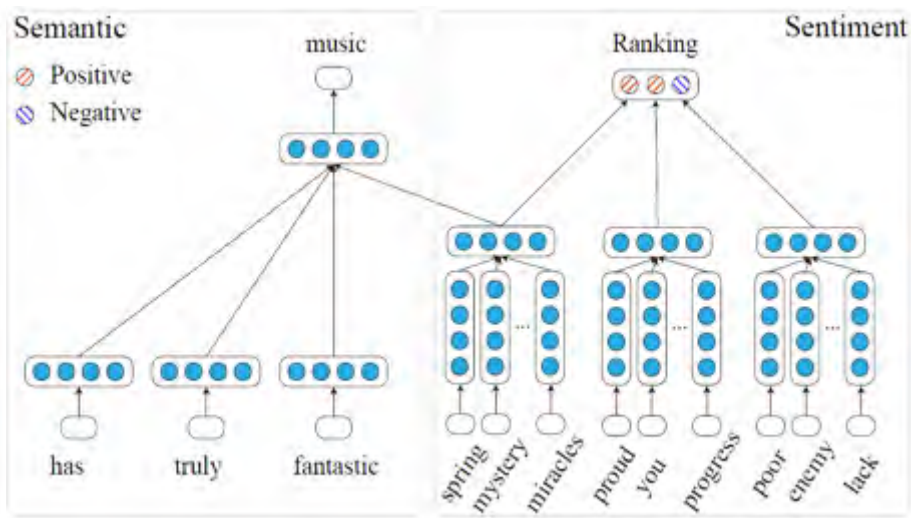 Semantic
Positive
Negative
music
Ranking
Sentiment
has
truly
fantastic
spring
mystery
...
miracles
proud
you
...
progress
poor
enemy
...
lack